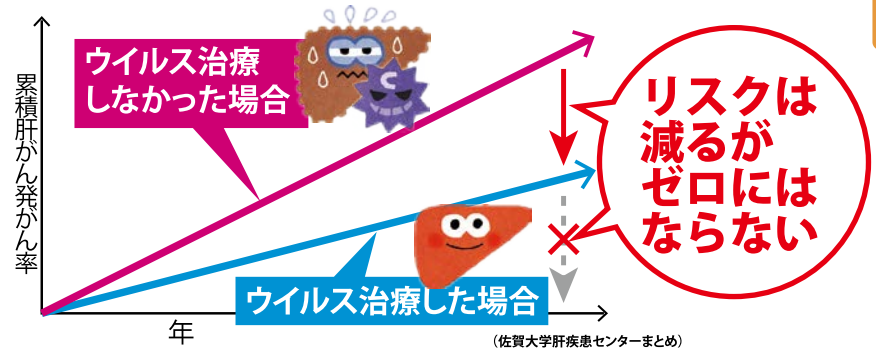 累積肝がん発がん率
ウイルス治療
しなかった場合
C
リスクは
減るが
ゼロには
ならない
ウイルス治療した場合
年
（佐賀大学肝疾患センターまとめ）